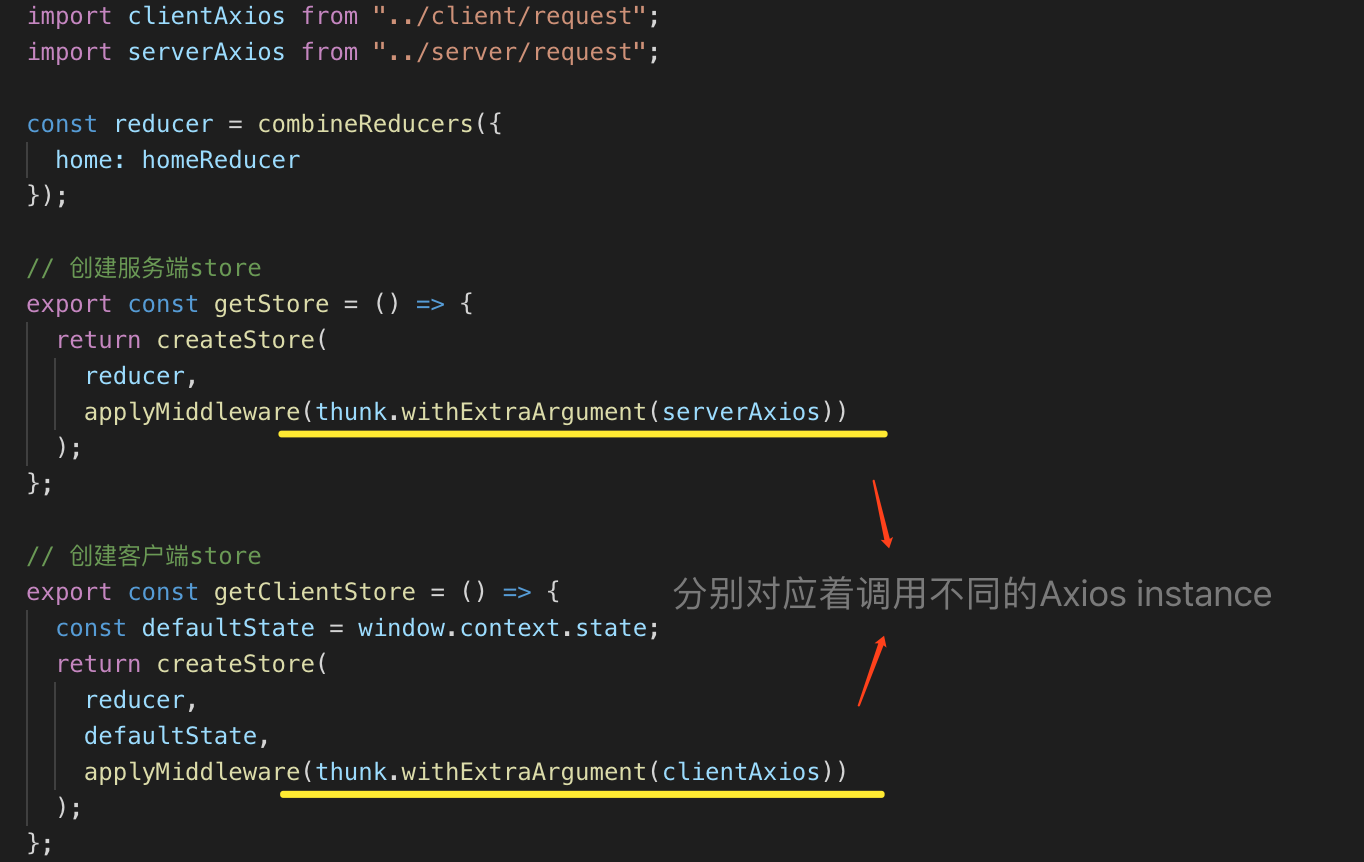 import clientAxios from "../client/request";
import serverAxios from "../server/request";
const reducer = combineReducers({
home: homeReducer
});
// 创建服务端store
export const getStore = () => {
return createStore(
reducer,
applyMiddleware(thunk.withExtraArgument(serverAxios))
);
};
// 创建客户端store
export const getClientStore = () => {
分别对应着调用不同的Axios instance
const defaultState = window.context.state;
return createStore(
reducer,
defaultState,
applyMiddleware(thunk.withExtraArgument(clientAxios))
);
};